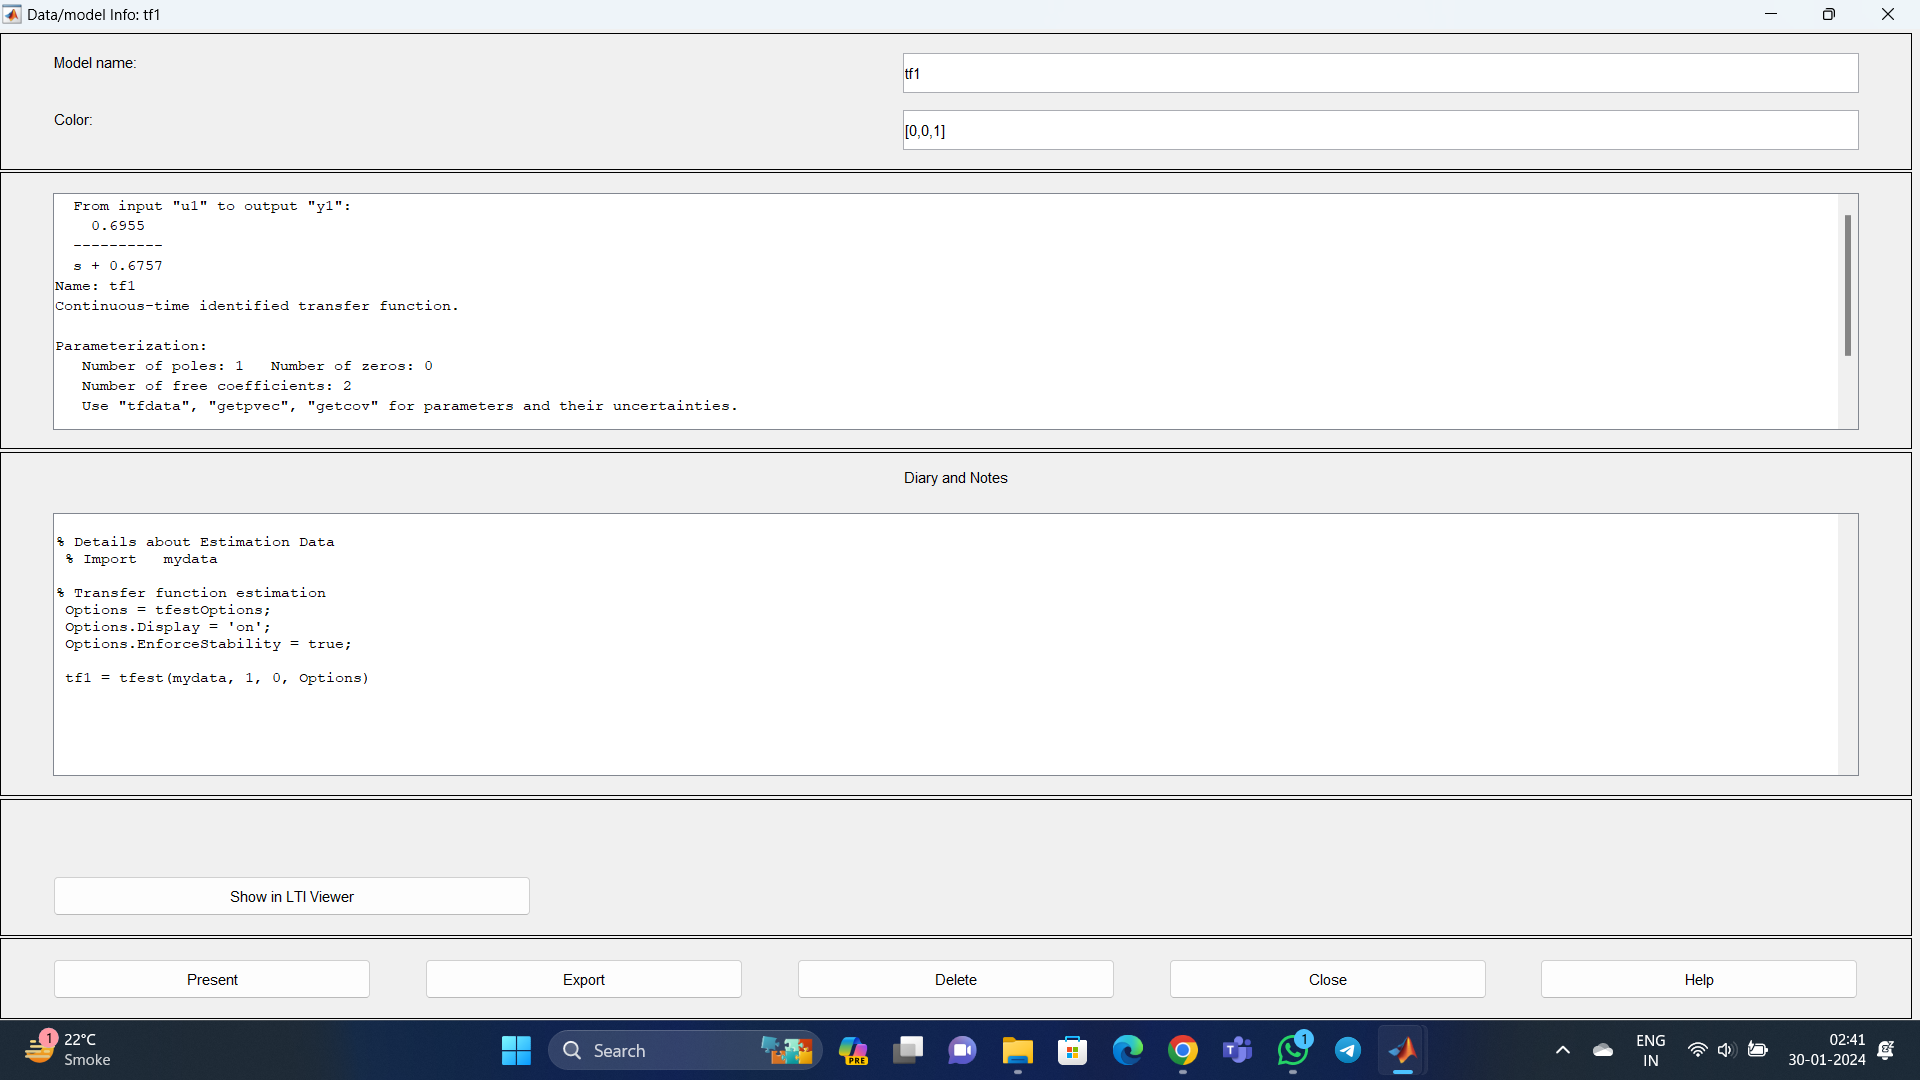 Data/model Info: tf1
Model name:
tf1
Color:
[0,0,1]
From input "u1" to output "y1":
0.6955
----------
s + 0.6757
Name: tf1
Continuous-time identified transfer function.
Parameterization:
Number of poles: 1   Number of zeros: 0
Number of free coefficients: 2
Use "tfdata", "getpvec", "getcov" for parameters and their uncertainties.
Diary and Notes
% Details about Estimation Data
% Import   mydata
% Transfer function estimation
Options = tfestOptions;
Options.Display = 'on';
Options.EnforceStability = true;
tf1 = tfest(mydata, 1, 0, Options)
Show in LTI Viewer
Present
Export
Delete
Close
Help
1
22°C
Smoke
Search
PRE
1
ENG
IN
02:41
30-01-2024